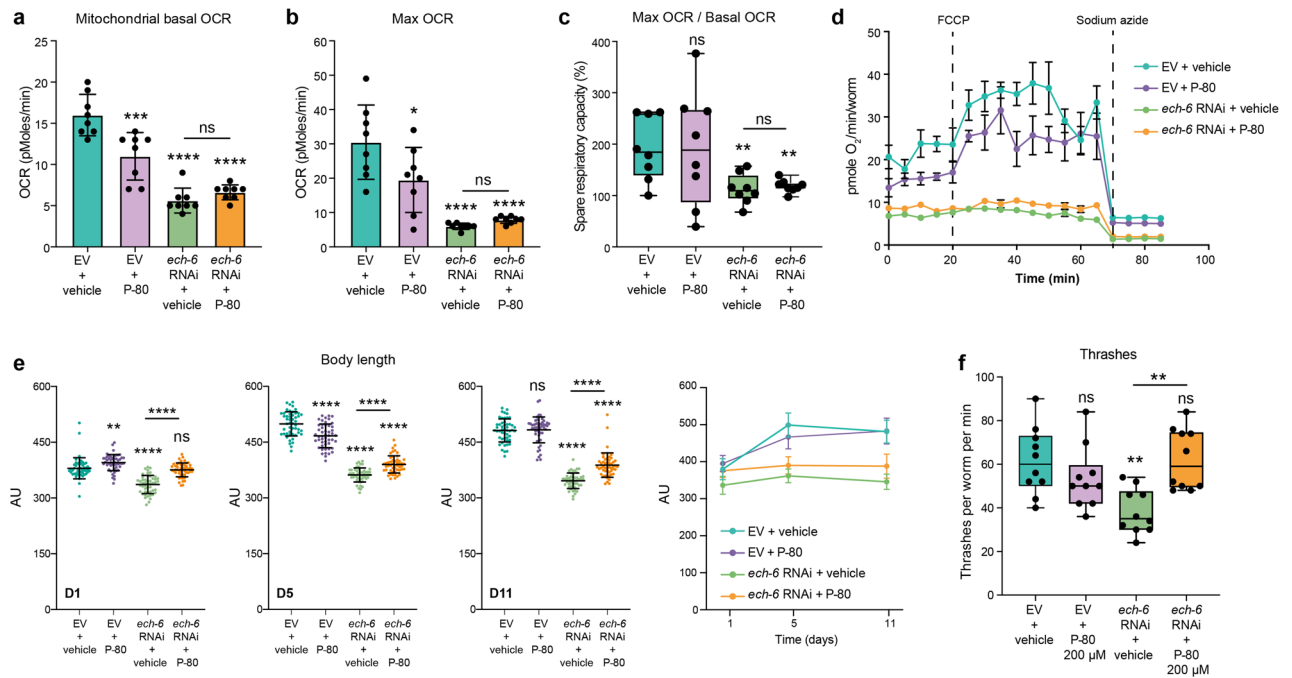 a
Mitochondrial basal OCR
OCR (pMoles/min)
25
20
15
10
5
0
***
****
ns
****
EV
+
vehicle
EV
+
P-80
ech-6
RNAi
+
vehicle
ech-6
RNAi
+
P-80
b
Max OCR
OCR (pMoles/min)
60
50
40
30
20
10
0
*
****
ns
****
EV
+
vehicle
EV
+
P-80
ech-6
RNAi
+
vehicle
ech-6
RNAi
+
P-80
c
Max OCR / Basal OCR
Spare respiratory capacity (%)
400
300
200
100
0
ns
**
ns
**
EV
+
vehicle
EV
+
P-80
ech-6
RNAi
+
vehicle
ech-6
RNAi
+
P-80
d
FCCP
Sodium azide
pmole O₂/min/worm
50
40
30
20
10
0
0
20
40
60
80
100
Time (min)
EV + vehicle
EV + P-80
ech-6 RNAi + vehicle
ech-6 RNAi + P-80
e
Body length
AU
600
450
300
150
0
**
****
****
ns
D1
EV
+
vehicle
EV
+
P-80
ech-6
RNAi
+
vehicle
ech-6
RNAi
+
P-80
AU
600
450
300
150
0
****
****
****
****
D5
EV
+
vehicle
EV
+
P-80
ech-6
RNAi
+
vehicle
ech-6
RNAi
+
P-80
AU
600
450
300
150
0
ns
****
****
****
D11
EV
+
vehicle
EV
+
P-80
ech-6
RNAi
+
vehicle
ech-6
RNAi
+
P-80
AU
600
500
400
300
200
100
0
EV + vehicle
EV + P-80
ech-6 RNAi + vehicle
ech-6 RNAi + P-80
1
5
11
Time (days)
f
Thrashes
Thrashes per worm per min
100
80
60
40
20
0
ns
**
**
ns
EV
+
vehicle
EV
+
P-80
200 µM
ech-6
RNAi
+
vehicle
ech-6
RNAi
+
P-80
200 µM